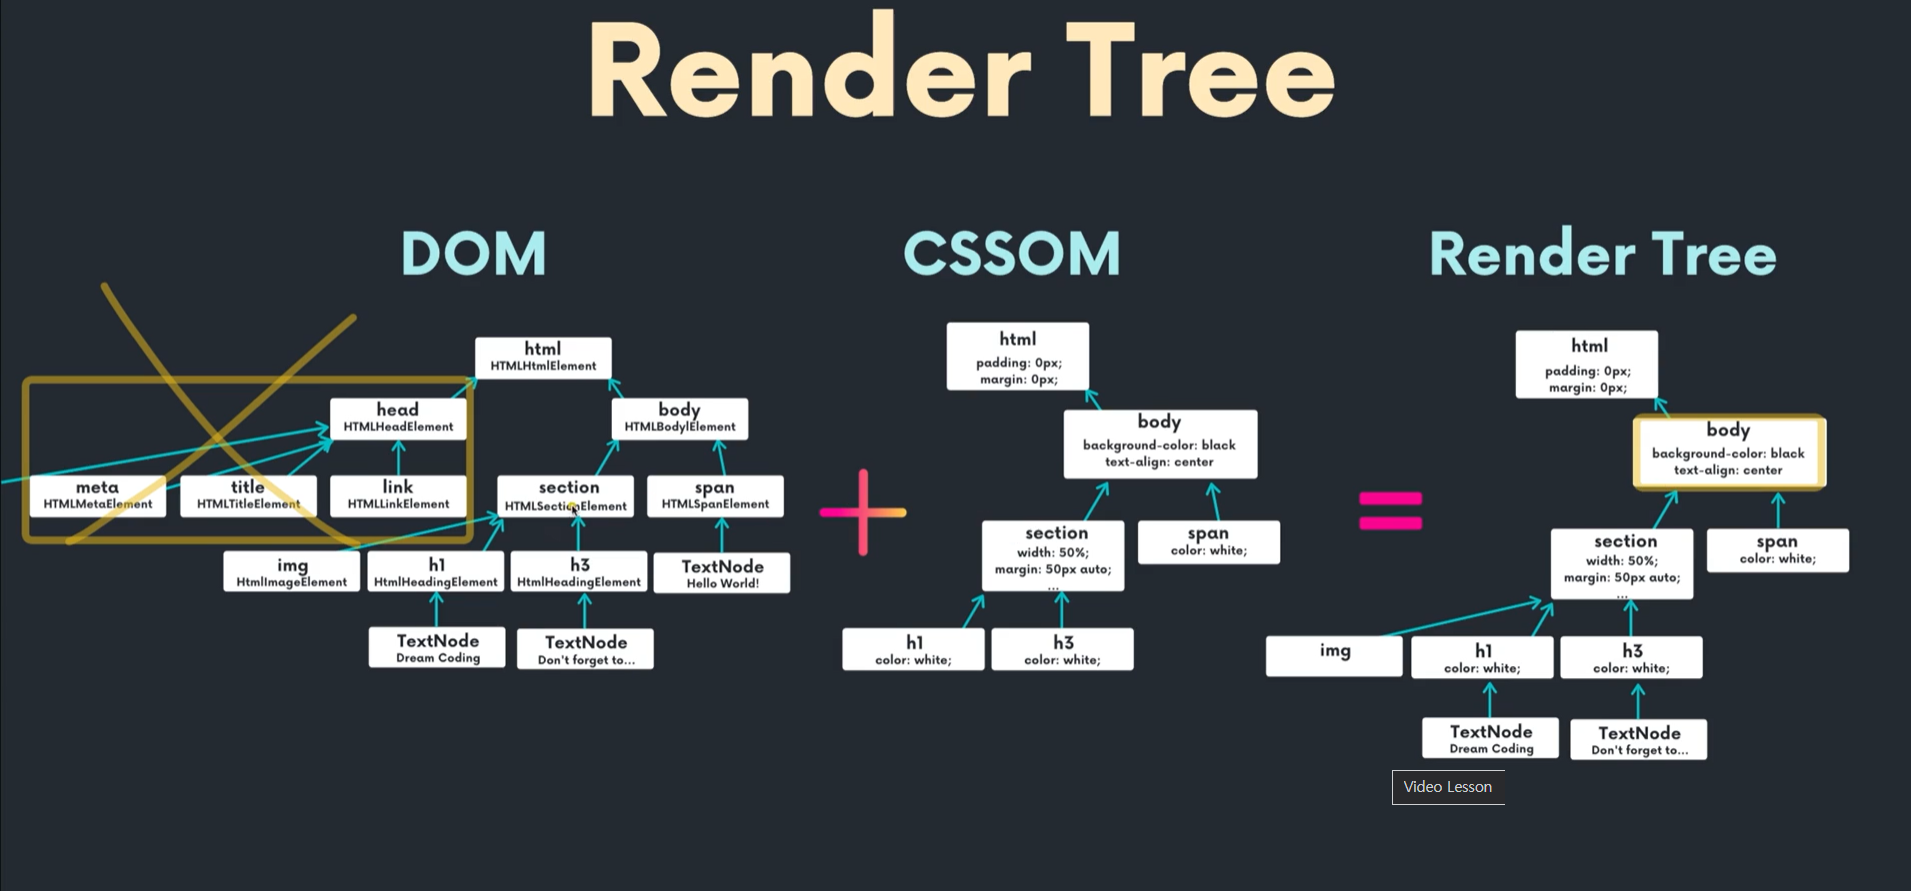 Render Tree
DOM
html
HTMLHtmlElement
head
HTMLHeadElement
body
HTMLBodylElement
meta
HTMLMetaElement
title
HTMLTitleElement
link
HTMLLinkElement
section
HTMLSectionElement
span
HTMLSpanElement
img
HtmlImageElement
h1
HtmlHeadingElement
h3
HtmlHeadingElement
TextNode
Hello World!
TextNode
Dream Coding
TextNode
Don't forget to...
CSSOM
html
padding: 0px;
margin: 0px;
body
background-color: black
text-align: center
section
width: 50%;
margin: 50px auto;
...
span
color: white;
h1
color: white;
h3
color: white;
Render Tree
html
padding: 0px;
margin: 0px;
body
background-color: black
text-align: center
section
width: 50%;
margin: 50px auto;
...
span
color: white;
img
h1
color: white;
h3
color: white;
TextNode
Dream Coding
TextNode
Don't forget to...
Video Lesson